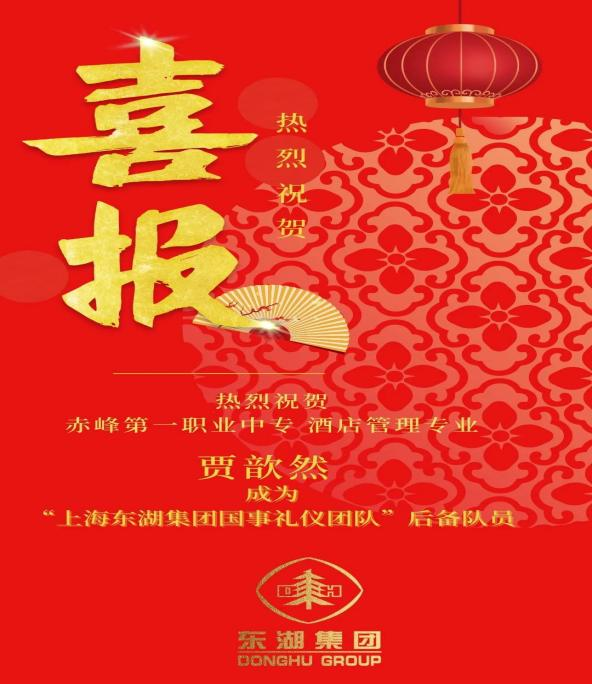 喜报
热烈祝贺
热烈祝贺
赤峰第一职业中专 酒店管理专业
贾歆然
成为
“上海东湖集团国事礼仪团队”后备队员
DH
东湖集团
DONGHU GROUP